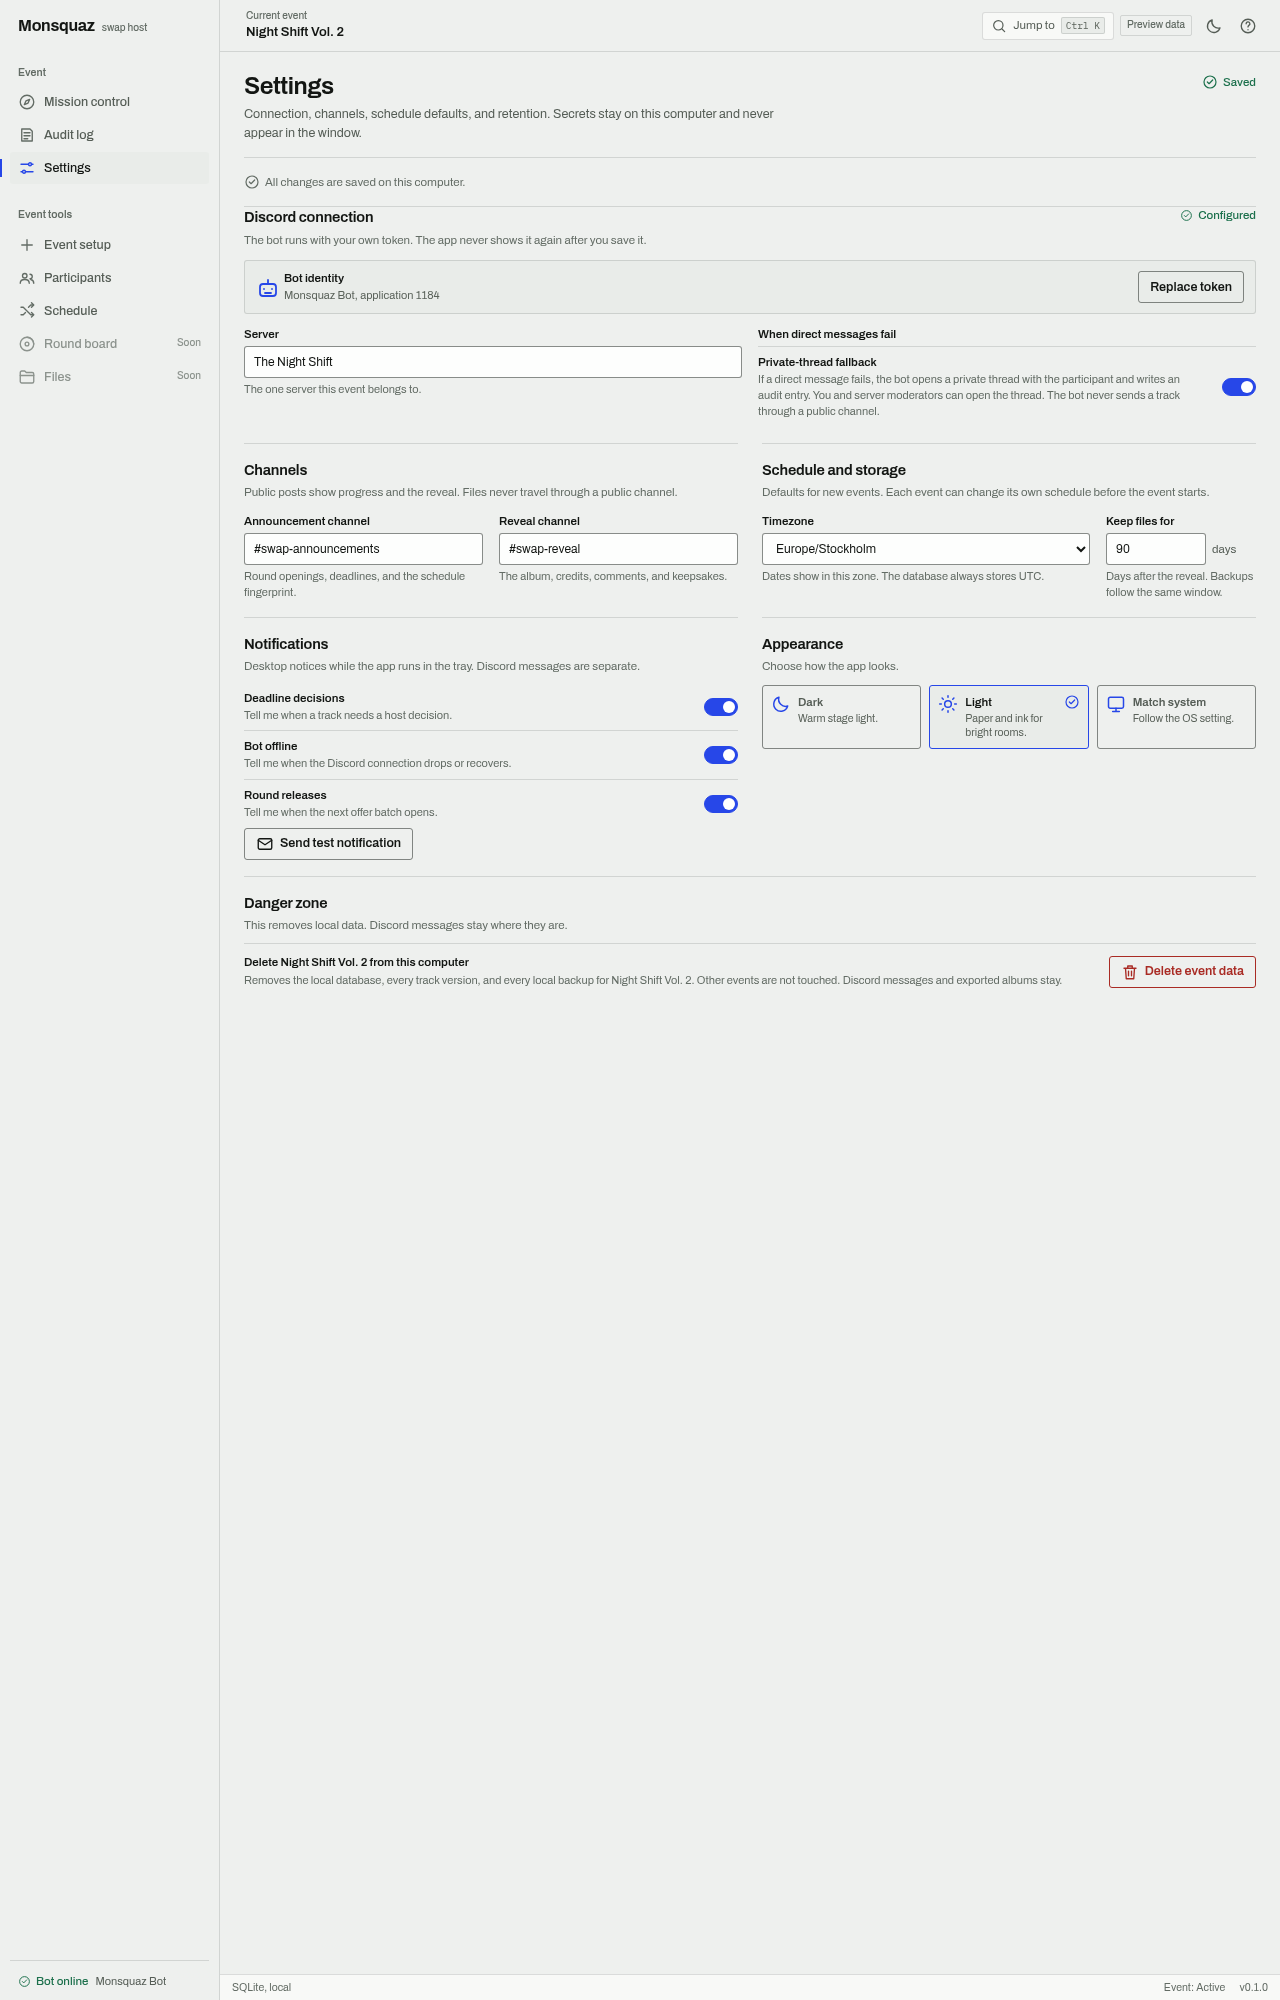 Monsquaz swap host
Event
Mission control
Audit log
Settings
Event tools
Event setup
Participants
Schedule
Round board Soon
Files Soon
Bot online Monsquaz Bot
Current event
Night Shift Vol. 2
Jump to Ctrl K
Preview data
Settings
Saved
Connection, channels, schedule defaults, and retention. Secrets stay on this computer and never
appear in the window.
All changes are saved on this computer.
Discord connection
Configured
The bot runs with your own token. The app never shows it again after you save it.
Bot identity
Monsquaz Bot, application 1184
Replace token
Server
The Night Shift
The one server this event belongs to.
When direct messages fail
Private-thread fallback
If a direct message fails, the bot opens a private thread with the participant and writes an
audit entry. You and server moderators can open the thread. The bot never sends a track
through a public channel.
Channels
Public posts show progress and the reveal. Files never travel through a public channel.
Announcement channel
#swap-announcements
Round openings, deadlines, and the schedule
fingerprint.
Reveal channel
#swap-reveal
The album, credits, comments, and keepsakes.
Schedule and storage
Defaults for new events. Each event can change its own schedule before the event starts.
Timezone
Europe/Stockholm
Dates show in this zone. The database always stores UTC.
Keep files for
90 days
Days after the reveal. Backups
follow the same window.
Notifications
Desktop notices while the app runs in the tray. Discord messages are separate.
Deadline decisions
Tell me when a track needs a host decision.
Bot offline
Tell me when the Discord connection drops or recovers.
Round releases
Tell me when the next offer batch opens.
Send test notification
Appearance
Choose how the app looks.
Dark
Warm stage light.
Light
Paper and ink for
bright rooms.
Match system
Follow the OS setting.
Danger zone
This removes local data. Discord messages stay where they are.
Delete Night Shift Vol. 2 from this computer
Removes the local database, every track version, and every local backup for Night Shift Vol. 2. Other events are not touched. Discord messages and exported albums stay.
Delete event data
SQLite, local
Event: Active v0.1.0